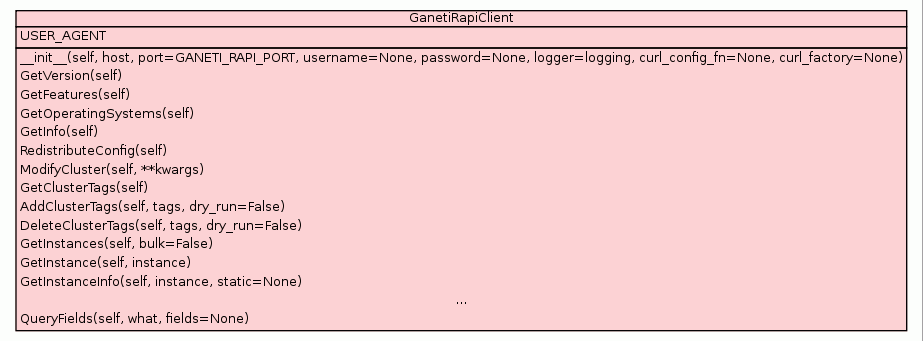 GanetiRapiClient
USER_AGENT
__init__(self, host, port=GANETI_RAPI_PORT, username=None, password=None, logger=logging, curl_config_fn=None, curl_factory=None)
GetVersion(self)
GetFeatures(self)
GetOperatingSystems(self)
GetInfo(self)
RedistributeConfig(self)
ModifyCluster(self, **kwargs)
GetClusterTags(self)
AddClusterTags(self, tags, dry_run=False)
DeleteClusterTags(self, tags, dry_run=False)
GetInstances(self, bulk=False)
GetInstance(self, instance)
GetInstanceInfo(self, instance, static=None)
...
QueryFields(self, what, fields=None)